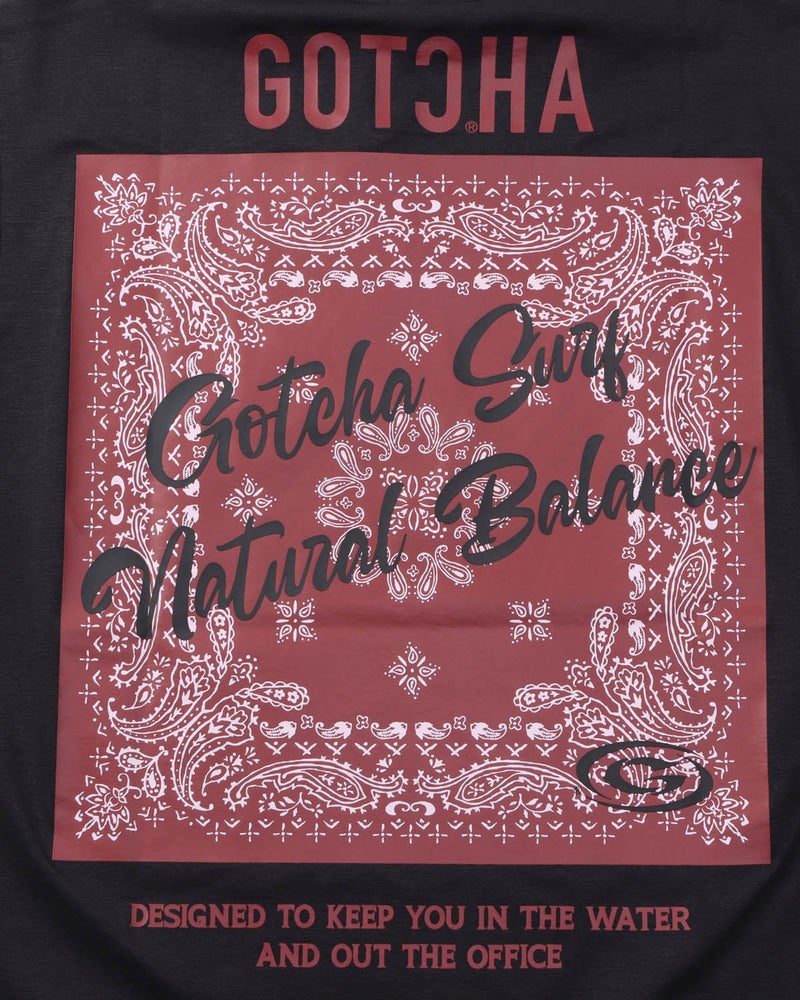 GOTCHA®
Gotcha Surf
Natural Balance
G
DESIGNED TO KEEP YOU IN THE WATER
AND OUT THE OFFICE